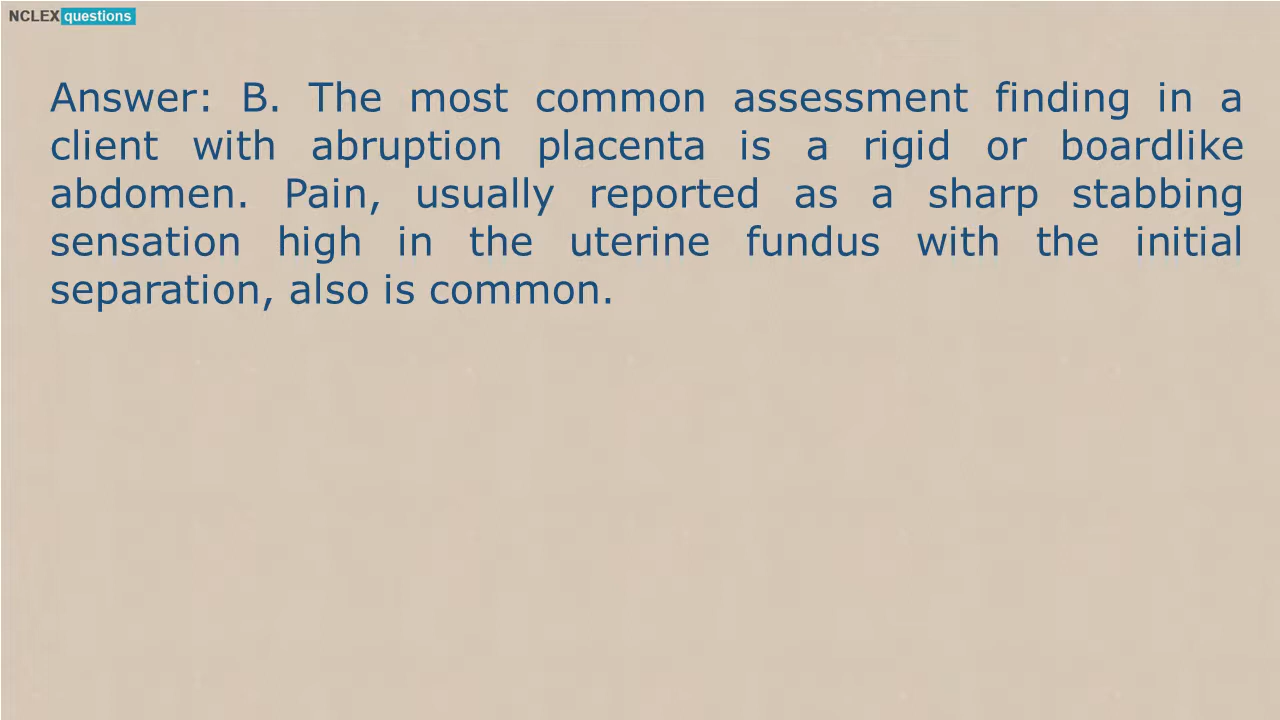 NCLEX questions
Answer: B. The most common assessment finding in a
client with abruption placenta is a rigid or boardlike
abdomen. Pain, usually reported as a sharp stabbing
sensation high in the uterine fundus with the initial
separation, also is common.